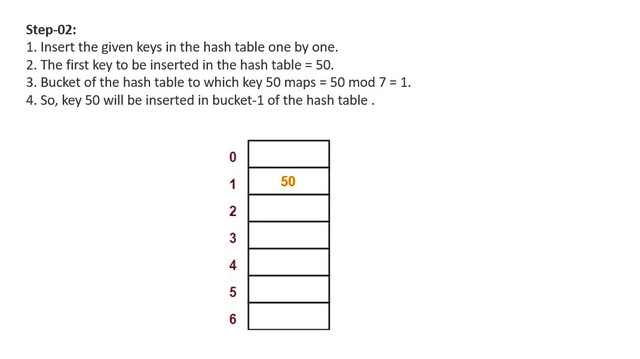 Step-02:
1. Insert the given keys in the hash table one by one.
2. The first key to be inserted in the hash table = 50.
3. Bucket of the hash table to which key 50 maps = 50 mod 7 = 1.
4. So, key 50 will be inserted in bucket-1 of the hash table .
0
1 50
2
3
4
5
6